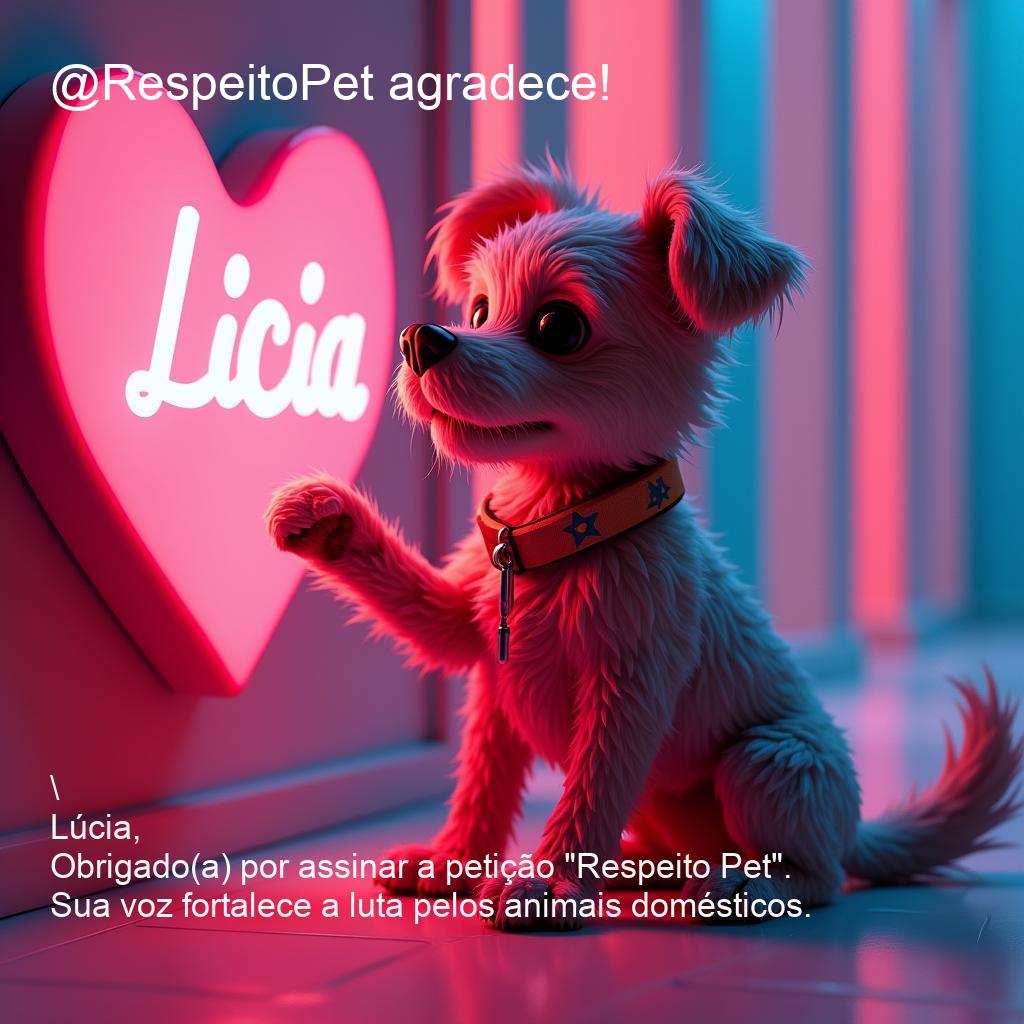 @RespeitoPet agradece!
Licia
\
Lúcia,
Obrigado(a) por assinar a petição "Respeito Pet".
Sua voz fortalece a luta pelos animais domésticos.